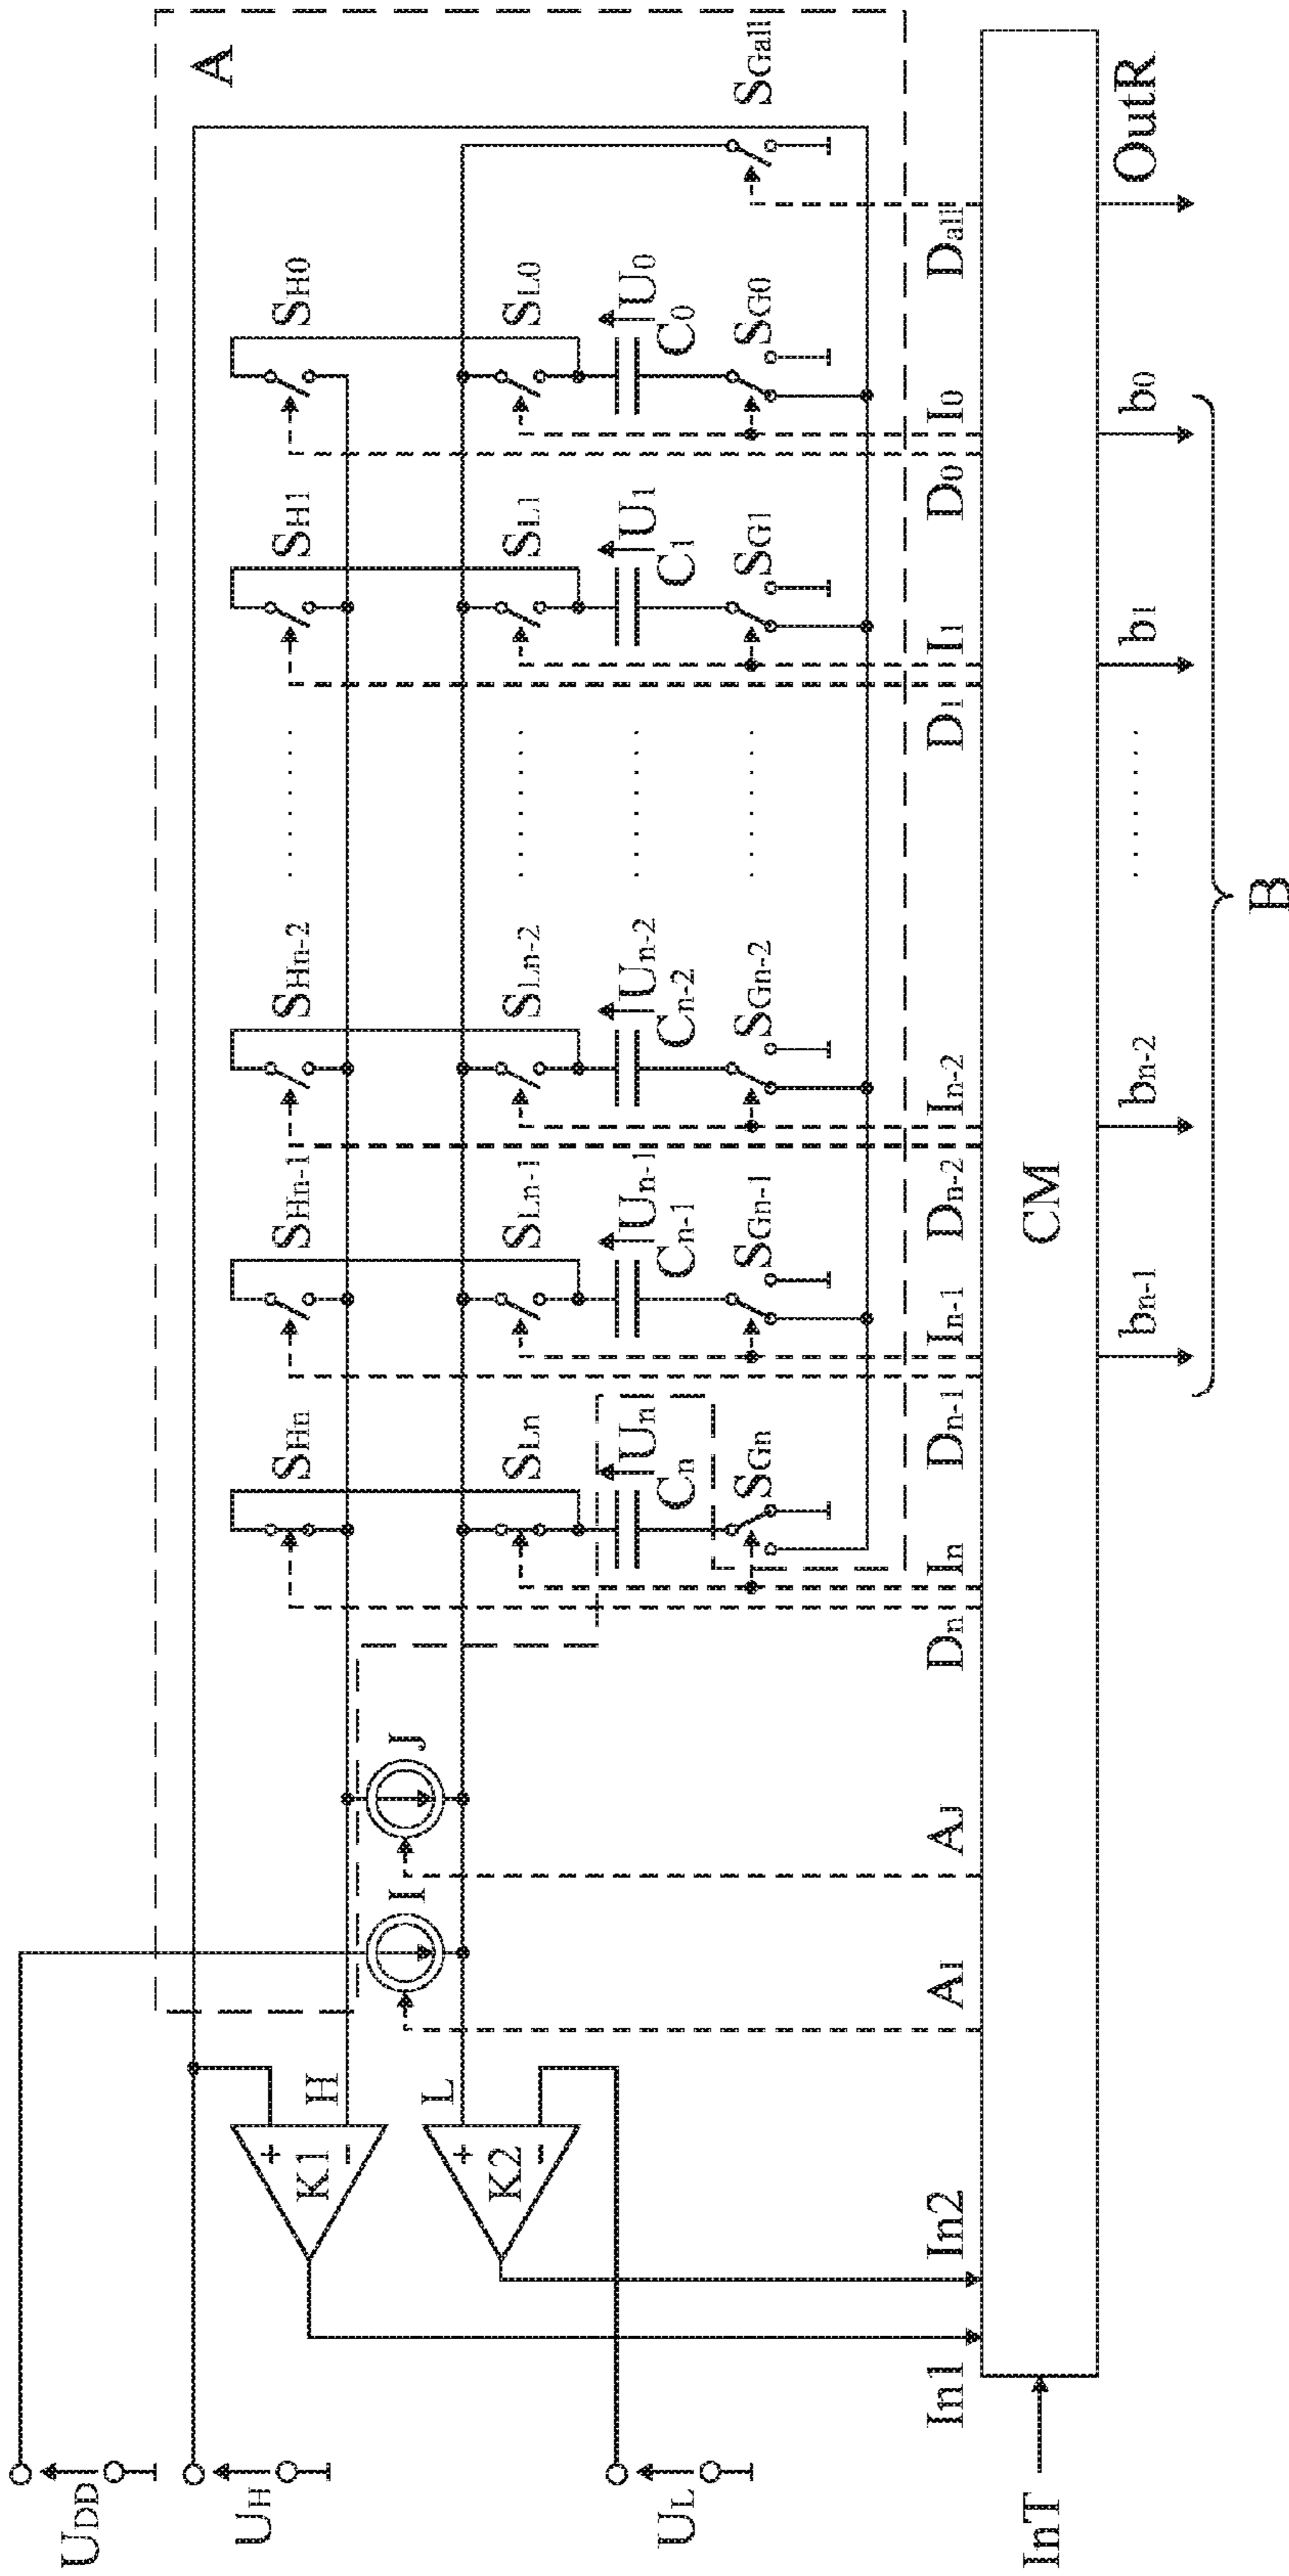 UDD
UH
UL
InT
K1
+
−
H
K2
+
−
L
In1
In2
I
J
AI
AJ
A
SHn
SHn-1
SHn-2
SH1
SH0
SLn
SLn-1
SLn-2
SL1
SL0
Un
Un-1
Un-2
U1
U0
Cn
Cn-1
Cn-2
C1
C0
SGn
SGn-1
SGn-2
SG1
SG0
SGall
Dn
In
Dn-1
In-1
Dn-2
In-2
D1
I1
D0
I0
Dall
CM
bn-1
bn-2
b1
b0
OutR
B